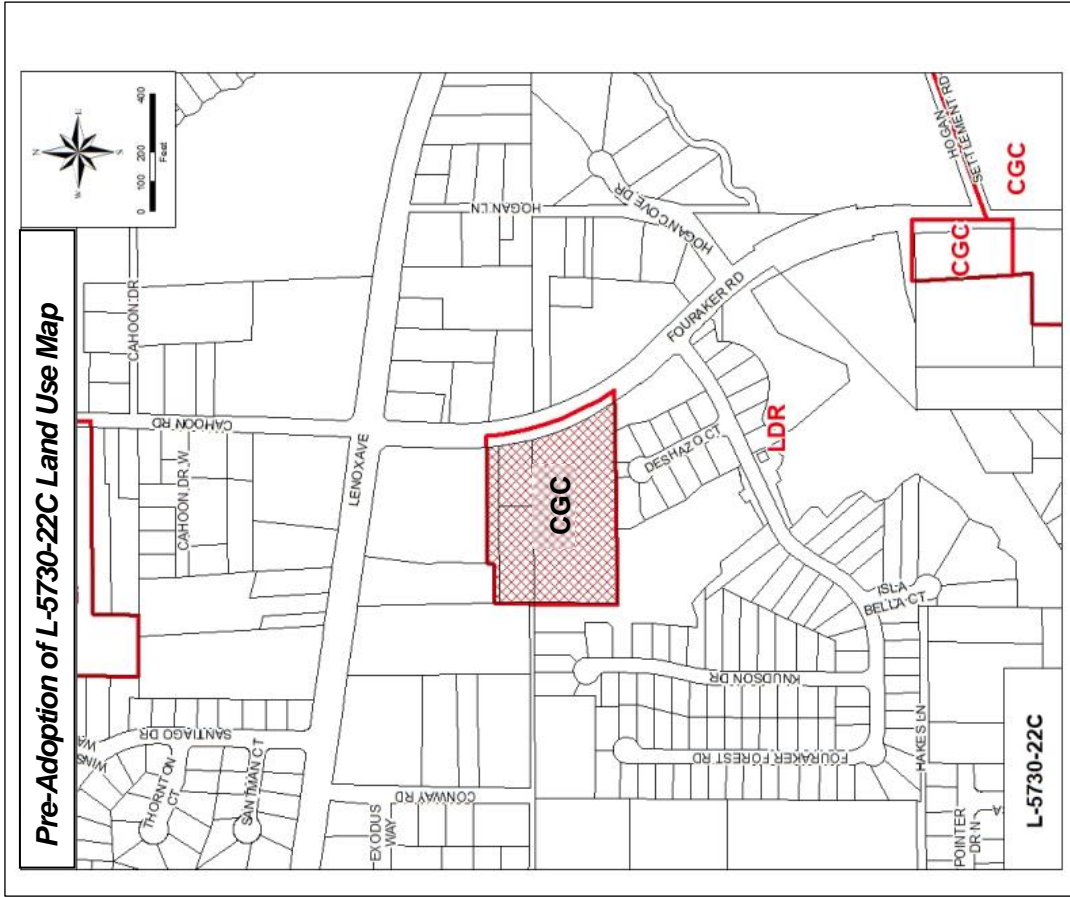 Pre-Adoption of L-5730-22C Land Use Map
N
W
E
S
0 100 200 400
Feet
CAHOON DR
CAHOON RD
CAHOON DR W
LENOX AVE
HOGAN LN
HOGAN COVE DR
FOURAKER RD
HOGAN
SETTLEMENT RD
CGC
CGC
CGC
LDR
DESHAZO CT
ISLA
BELLA CT
KNUDSON DR
FOURAKER FOREST RD
HAKES LN
SANTIAGO DR
THORNTON
CT
SANTMAN CT
WINS
WA
CONWAY RD
EXODUS
WAY
POINTER
DR N
A
L-5730-22C